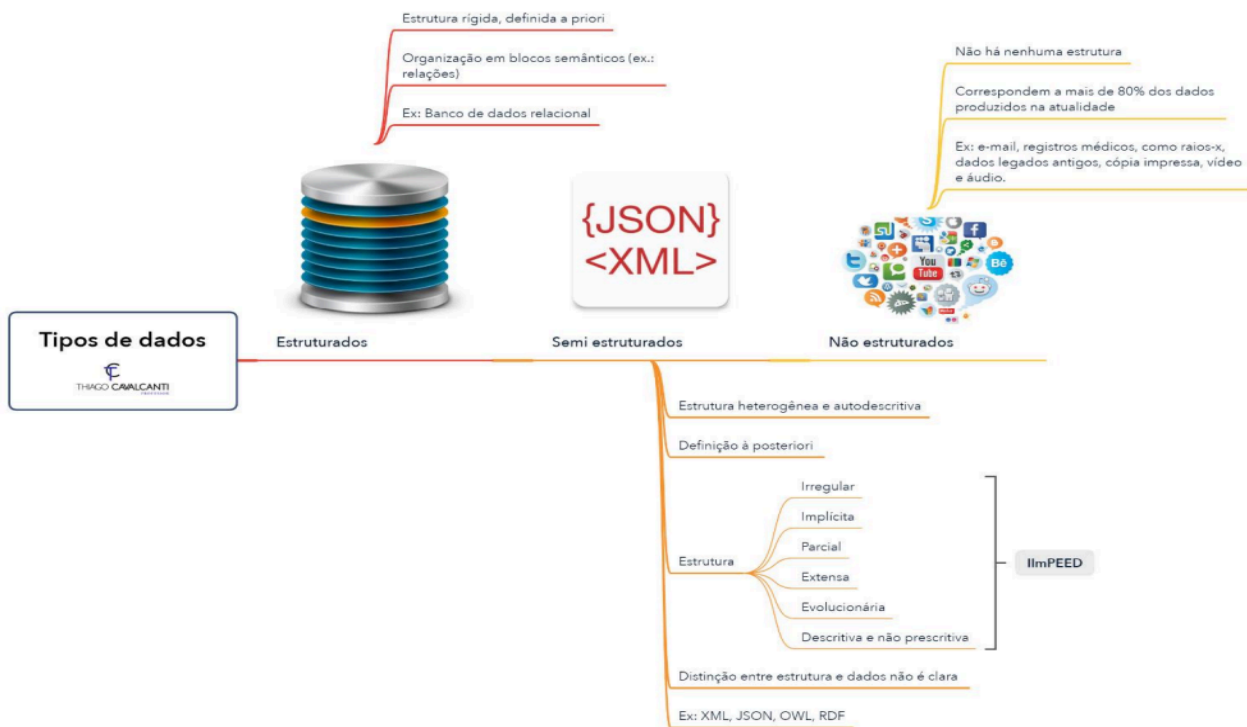 Estrutura rígida, definida a priori
Organização em blocos semânticos (ex.:
relações)
Ex: Banco de dados relacional
Não há nenhuma estrutura
Correspondem a mais de 80% dos dados
produzidos na atualidade
Ex: e-mail, registros médicos, como raios-x,
dados legados antigos, cópia impressa, vídeo
e áudio.
{JSON}
<XML>
You
Tube
Bē
Tipos de dados
THIAGO CAVALCANTI
Estruturados
Semi estruturados
Não estruturados
Estrutura heterogênea e autodescritiva
Definição à posteriori
Estrutura
Irregular
Implícita
Parcial
Extensa
Evolucionária
Descritiva e não prescritiva
IImPEED
Distinção entre estrutura e dados não é clara
Ex: XML, JSON, OWL, RDF